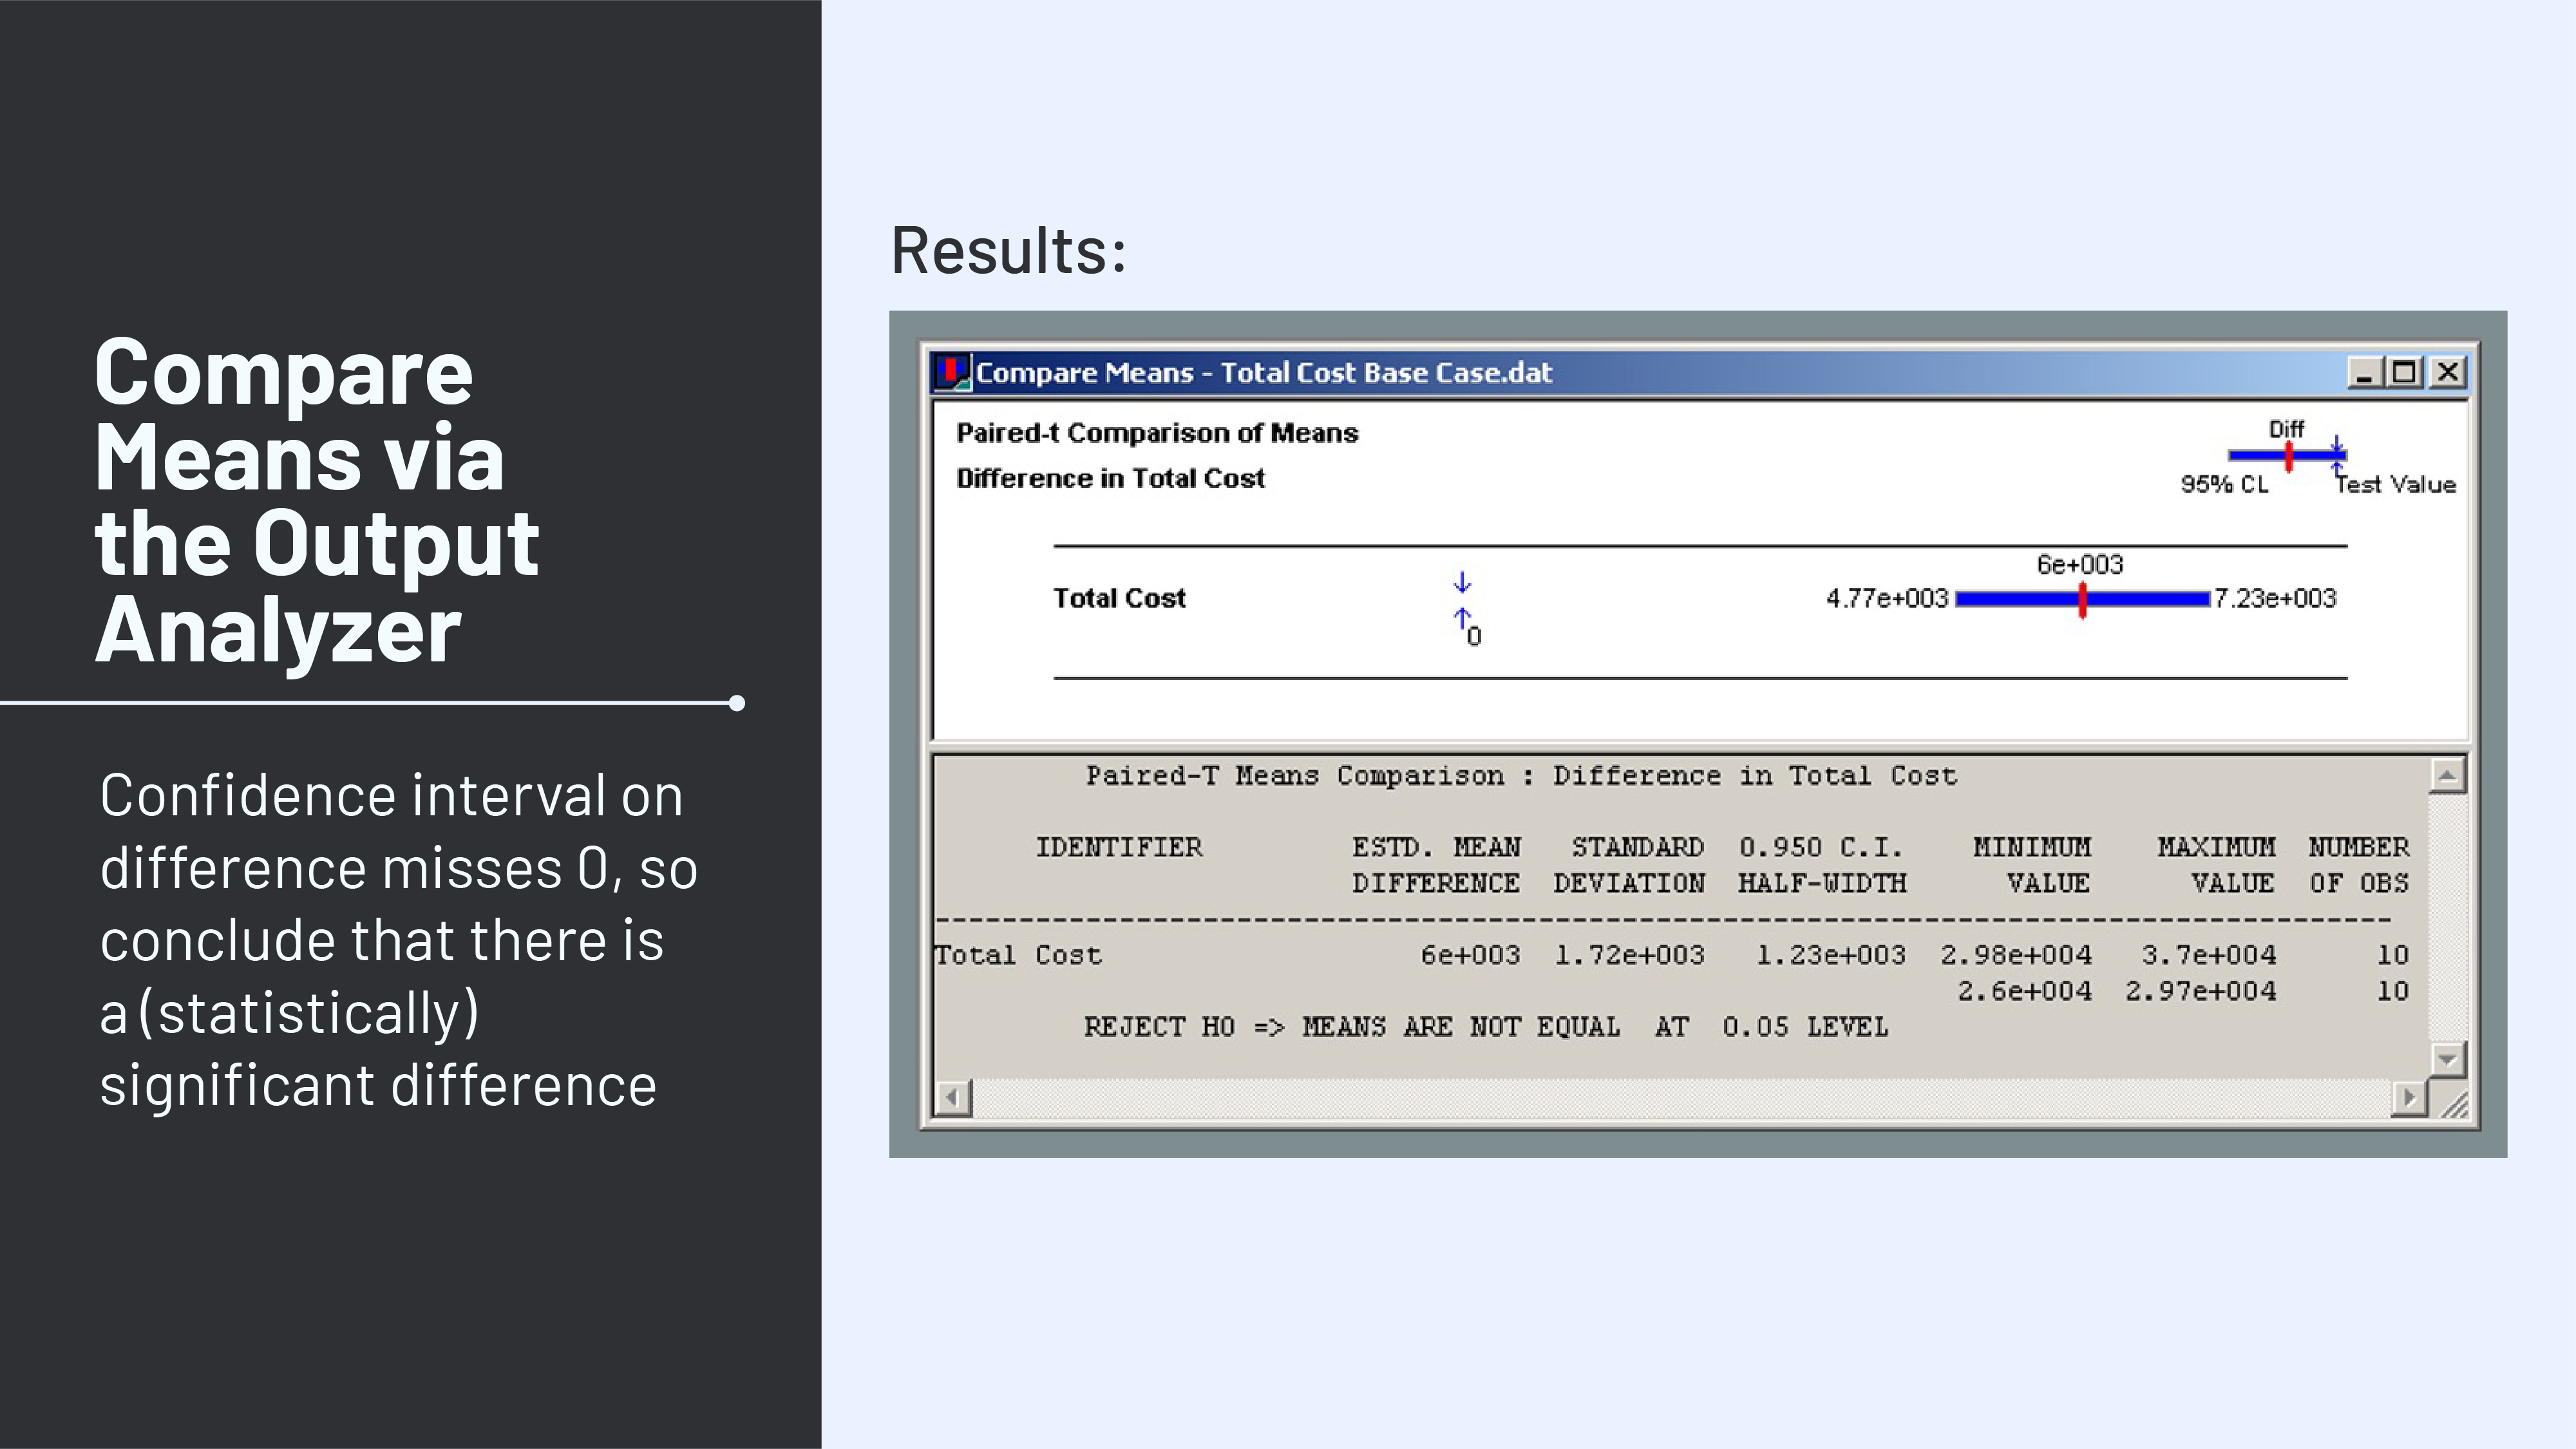 Compare
Means via
the Output
Analyzer
Confidence interval on
difference misses 0, so
conclude that there is
a (statistically)
significant difference
Results:
Compare Means - Total Cost Base Case.dat
Paired-t Comparison of Means
Difference in Total Cost
Diff
95% CL Test Value
6e+003
Total Cost 4.77e+003 7.23e+003
0
Paired-T Means Comparison : Difference in Total Cost
IDENTIFIER ESTD. MEAN STANDARD 0.950 C.I. MINIMUM MAXIMUM NUMBER
DIFFERENCE DEVIATION HALF-WIDTH VALUE VALUE OF OBS
Total Cost 6e+003 1.72e+003 1.23e+003 2.98e+004 3.7e+004 10
2.6e+004 2.97e+004 10
REJECT H0 => MEANS ARE NOT EQUAL AT 0.05 LEVEL